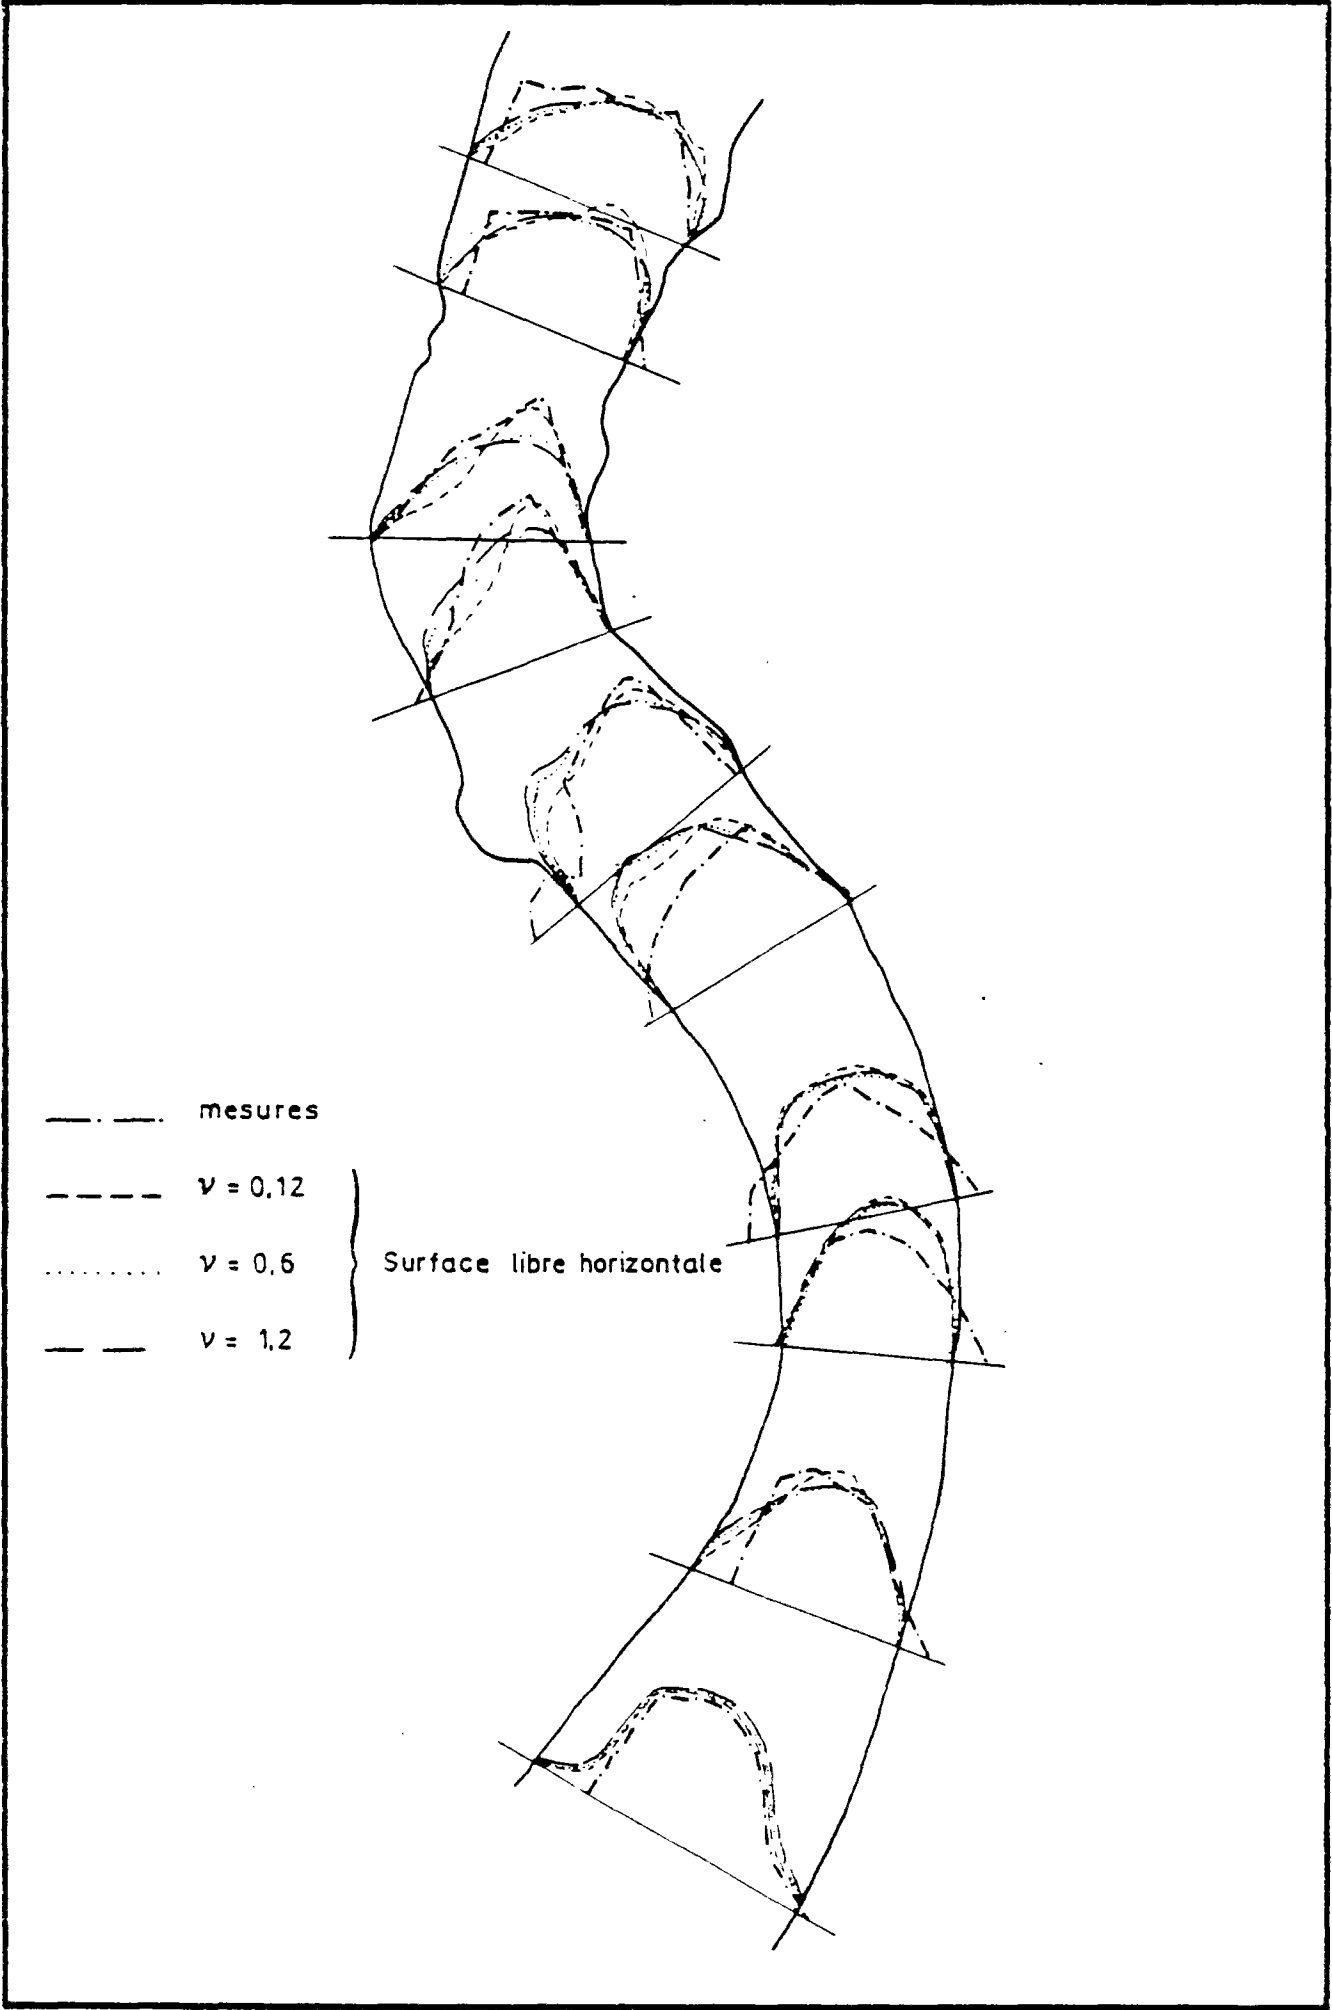 mesures
ν = 0,12
ν = 0,6
ν = 1,2
Surface libre horizontale